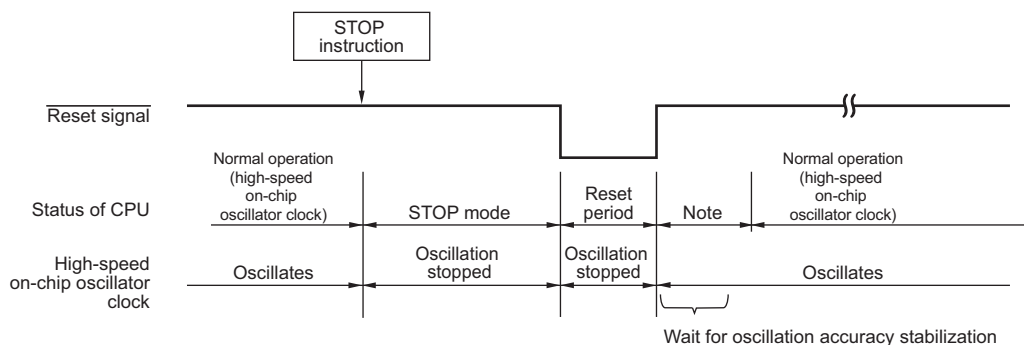 STOP
instruction
Reset signal
Status of CPU
Normal operation
(high-speed
on-chip
oscillator clock)
STOP mode
Reset
period
Note
Normal operation
(high-speed
on-chip
oscillator clock)
High-speed
on-chip oscillator
clock
Oscillates
Oscillation
stopped
Oscillation
stopped
Oscillates
Wait for oscillation accuracy stabilization